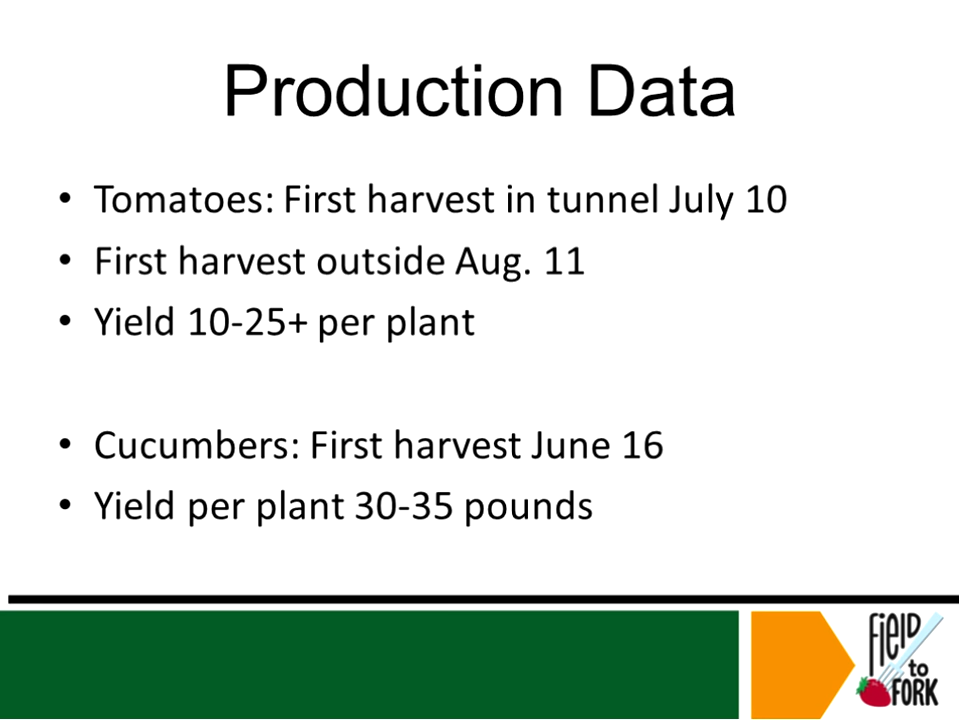 Production Data
• Tomatoes: First harvest in tunnel July 10
• First harvest outside Aug. 11
• Yield 10-25+ per plant
• Cucumbers: First harvest June 16
• Yield per plant 30-35 pounds
FiELD
to
FORK